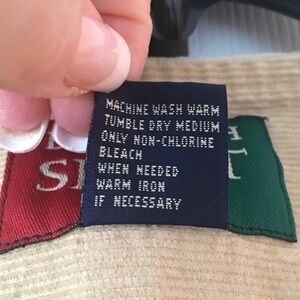 MACHINE WASH WARM
TUMBLE DRY MEDIUM
ONLY NON-CHLORINE
BLEACH
WHEN NEEDED
WARM IRON
IF NECESSARY